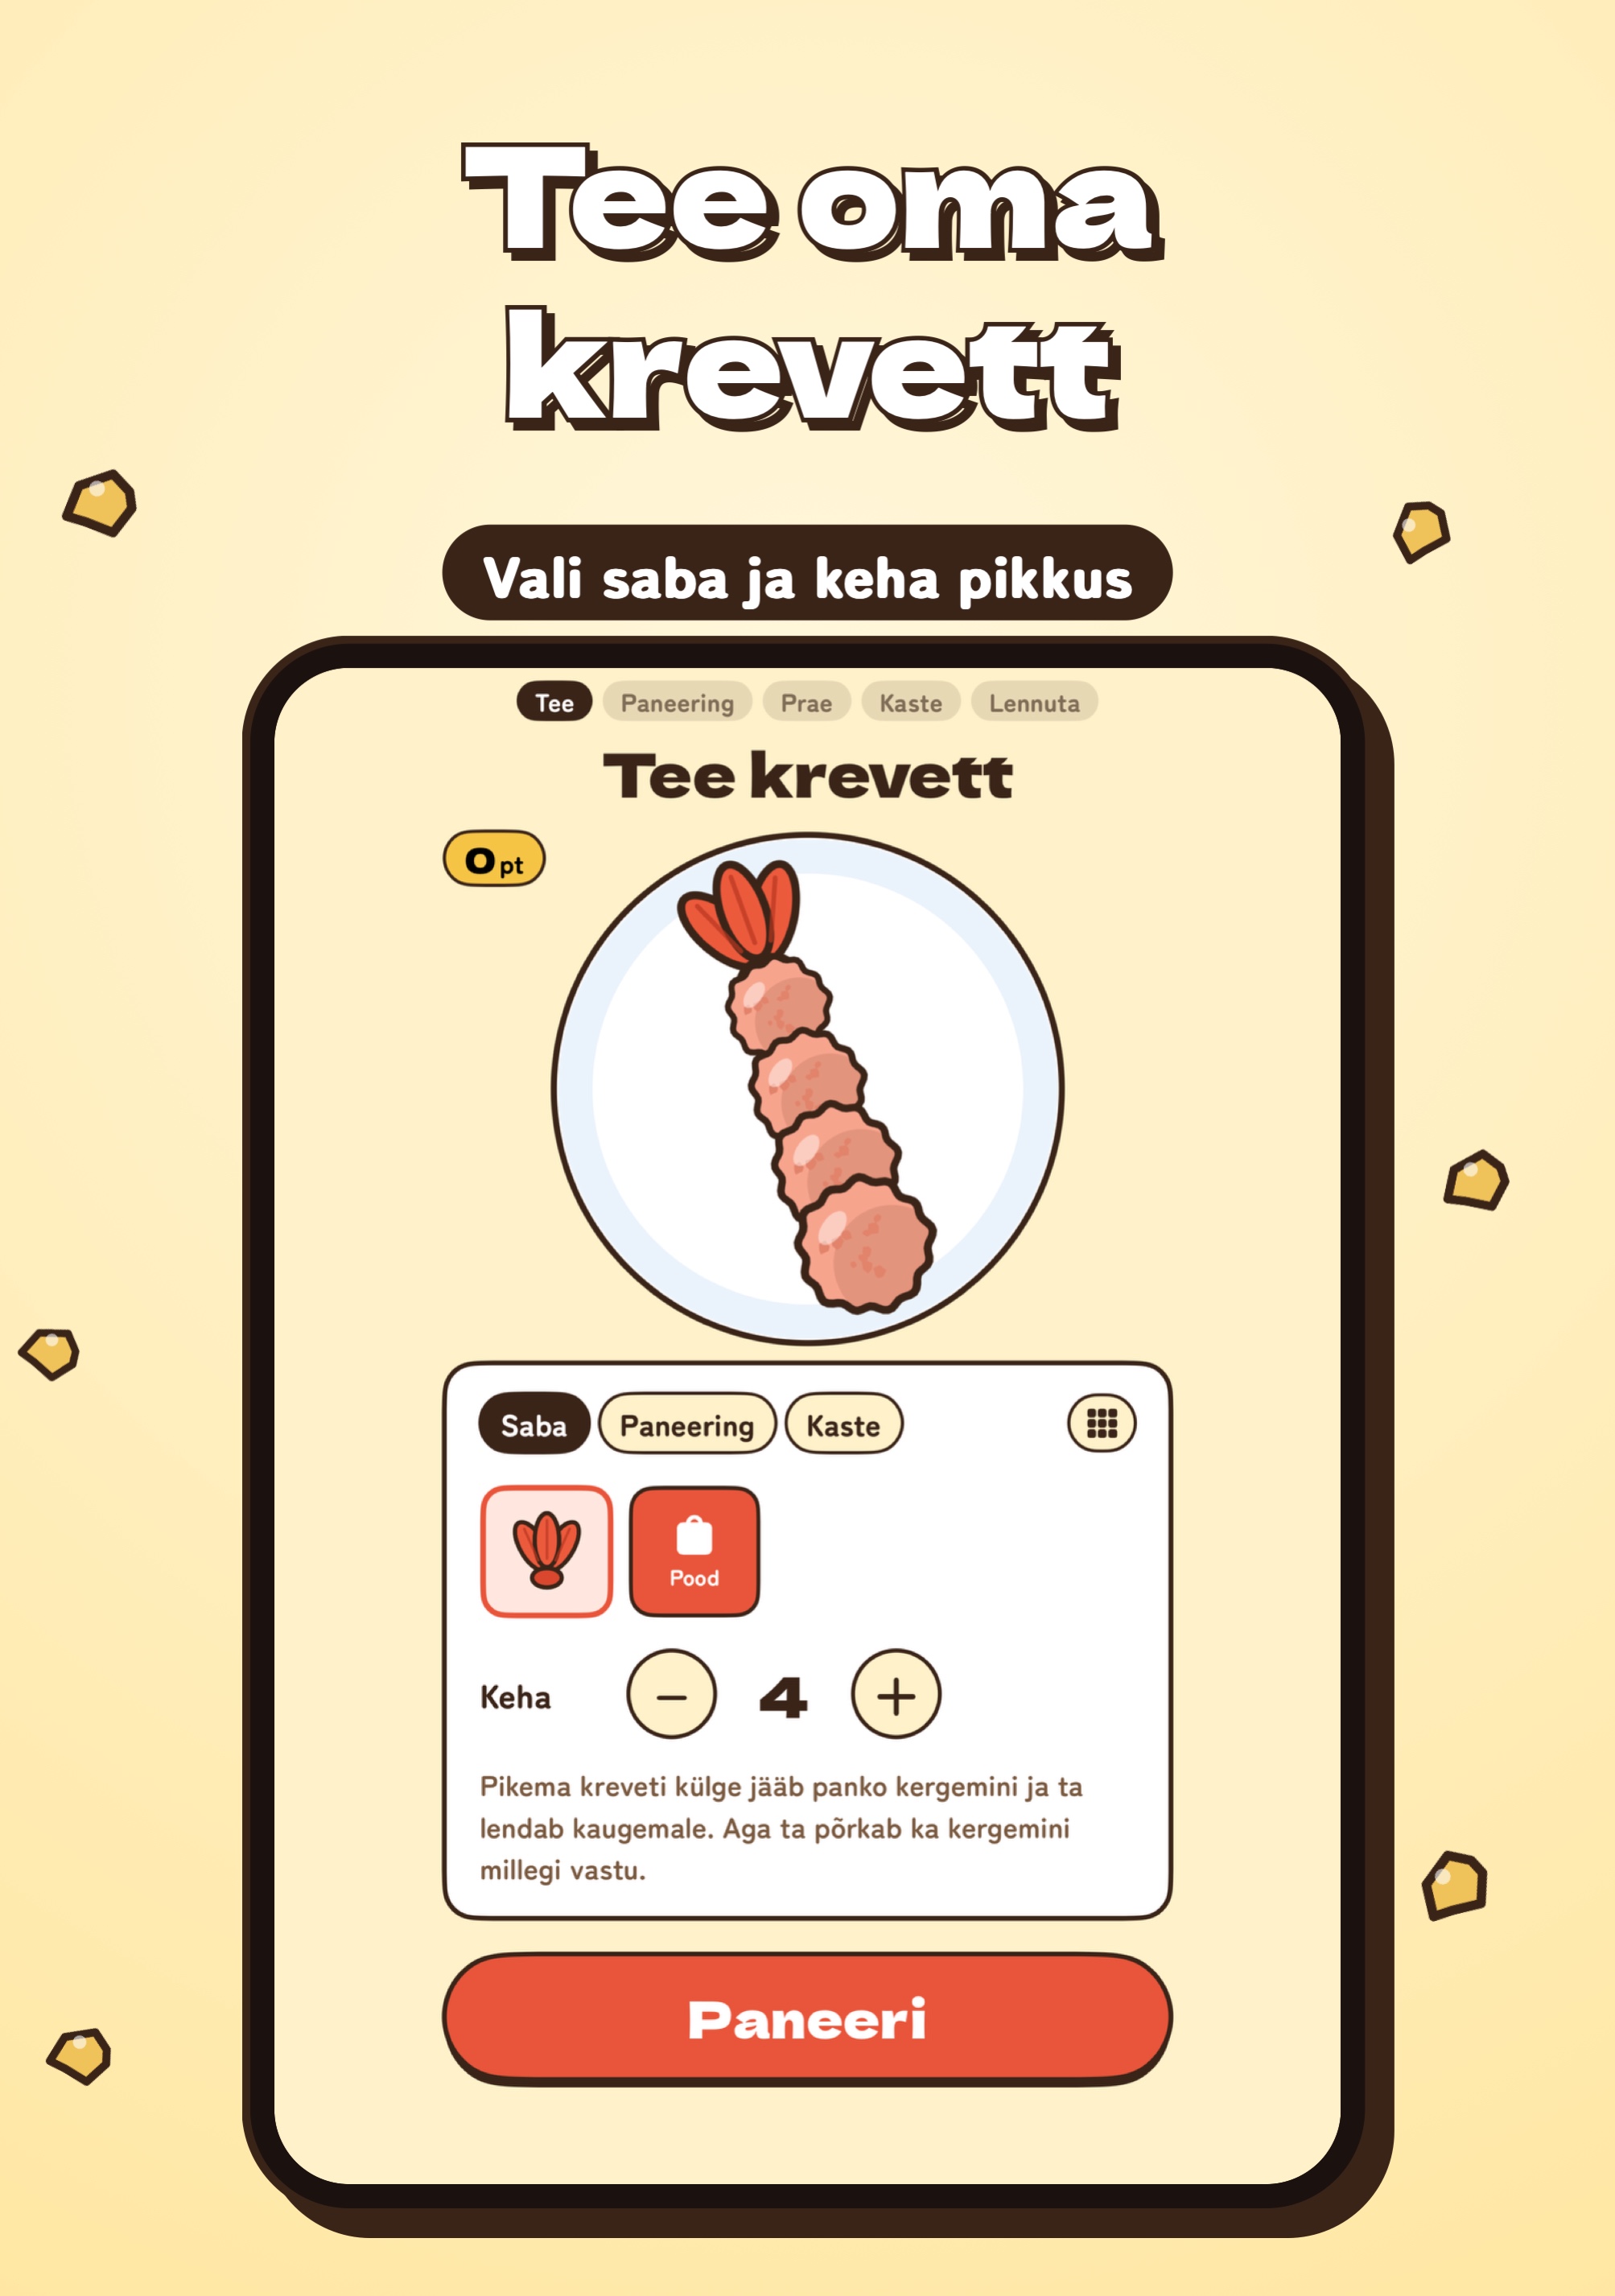 Tee oma
krevett
Vali saba ja keha pikkus
Tee Paneering Prae Kaste Lennuta
Tee krevett
0 pt
Saba Paneering Kaste
Pood
Keha − 4 +
Pikema kreveti külge jääb panko kergemini ja ta
lendab kaugemale. Aga ta põrkab ka kergemini
millegi vastu.
Paneeri